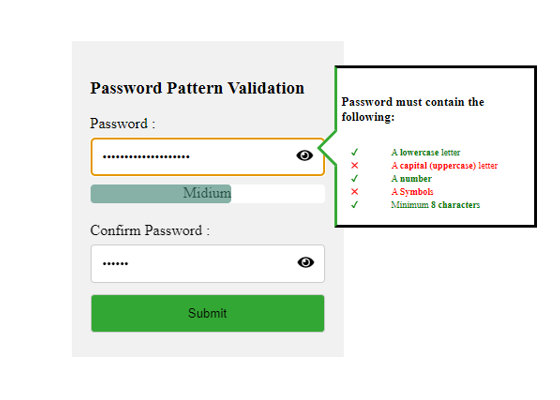 Password Pattern Validation
Password :
••••••••••••••••••••
Midium
Confirm Password :
••••••
Submit
Password must contain the
following:
✓ A lowercase letter
✕ A capital (uppercase) letter
✓ A number
✕ A Symbols
✓ Minimum 8 characters